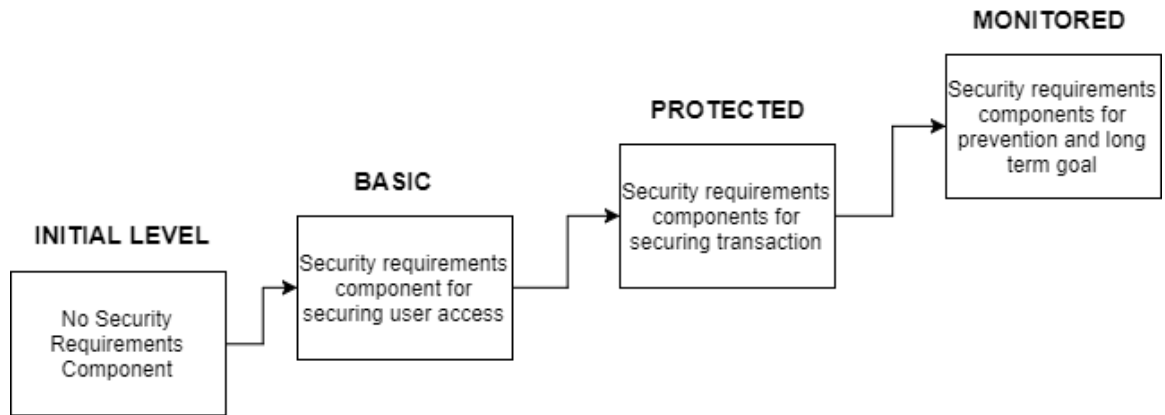 INITIAL LEVEL
No Security
Requirements
Component
BASIC
Security requirements
component for
securing user access
PROTECTED
Security requirements
components for
securing transaction
MONITORED
Security requirements
components for
prevention and long
term goal